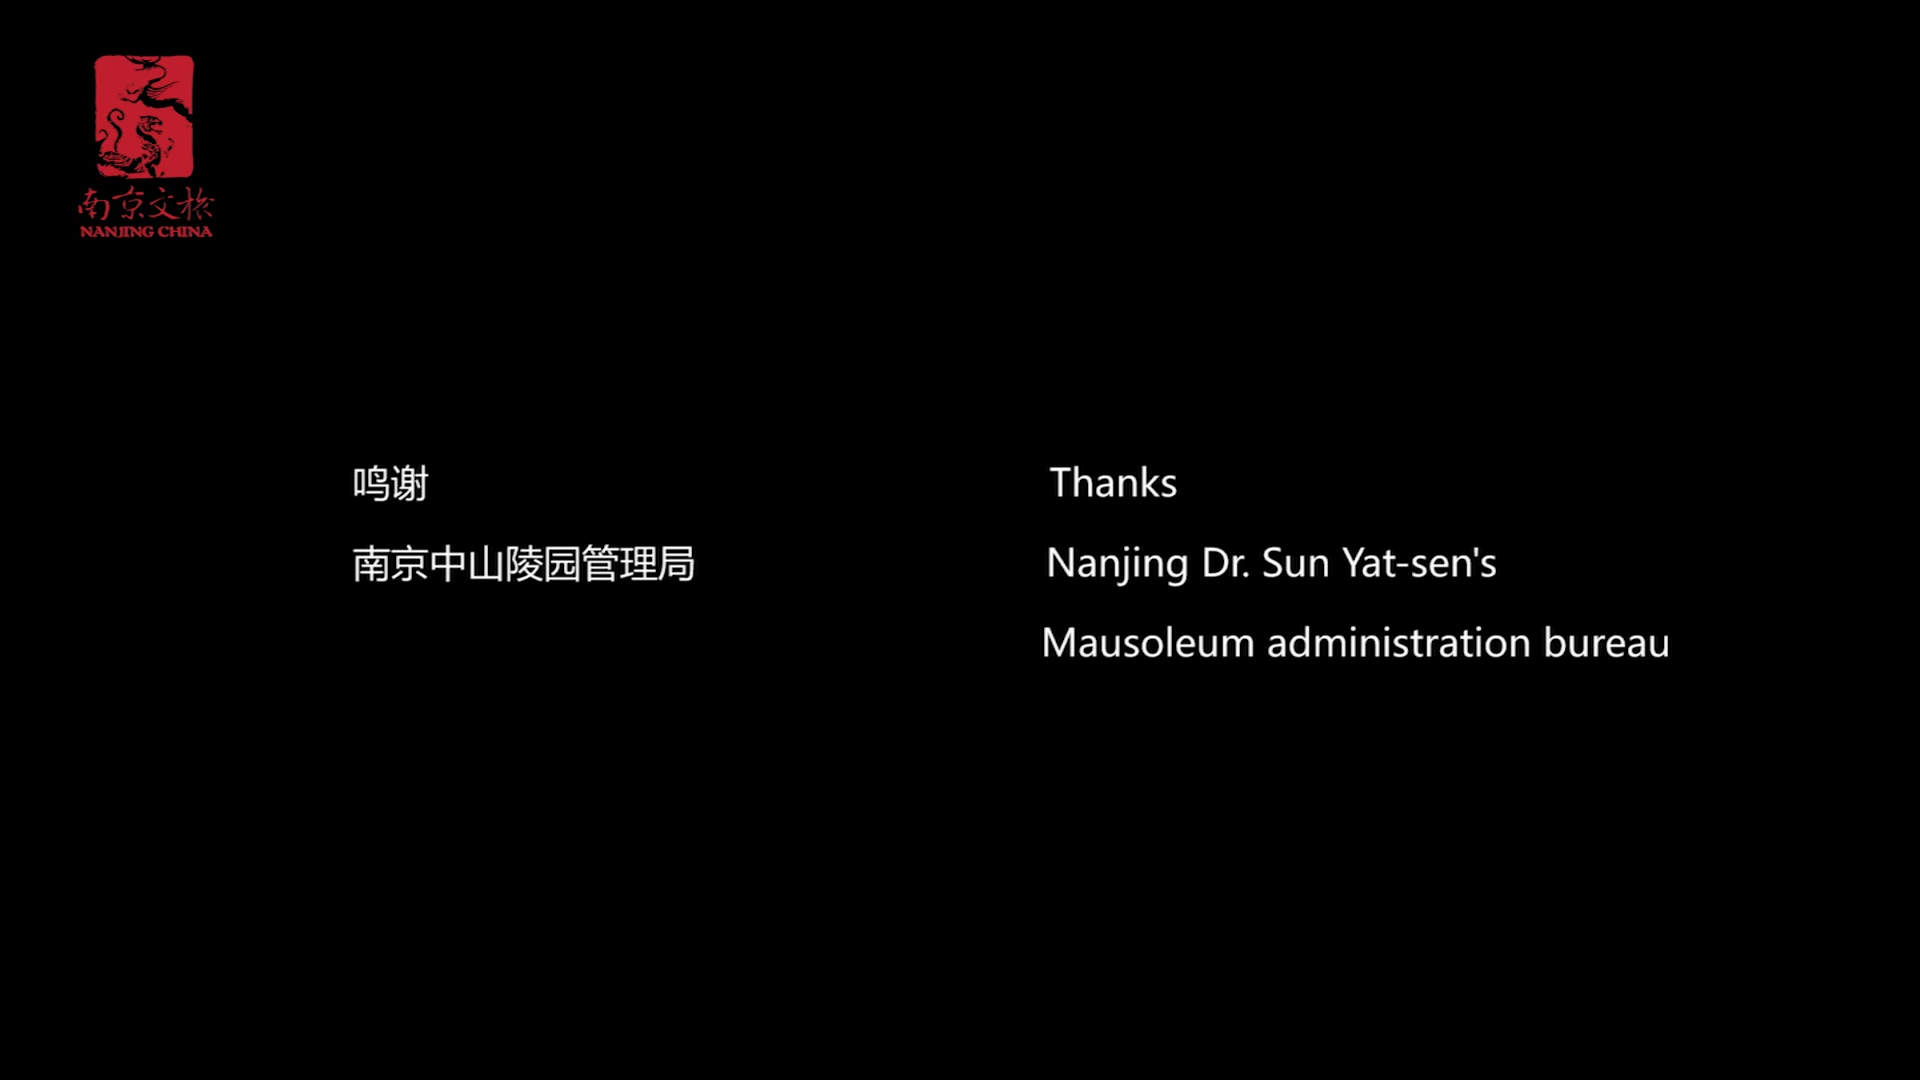 南京文旅
NANJING CHINA
鸣谢
南京中山陵园管理局
Thanks
Nanjing Dr. Sun Yat-sen's
Mausoleum administration bureau